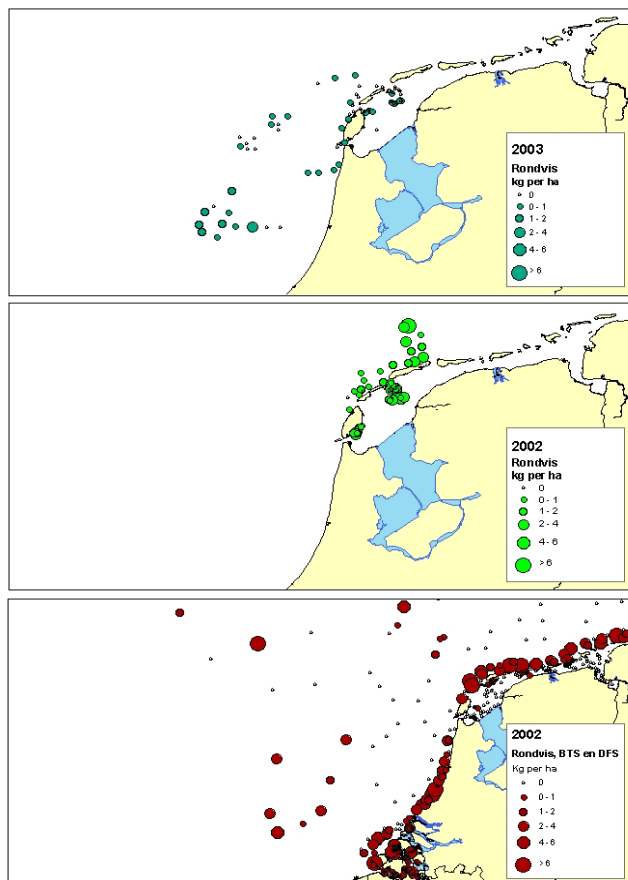 2003
Rondvis
kg per ha
0
0 - 1
1 - 2
2 - 4
4 - 6
>6
2002
Rondvis
kg per ha
0
0 - 1
1 - 2
2 - 4
4 - 6
>6
2002
Rondvis, BTS en DFS
Kg per ha
0
0 - 1
1 - 2
2 - 4
4 - 6
>6